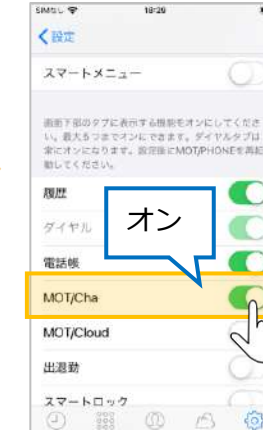 SIMなし 18:29
設定
スマートメニュー
画面下部のタブに表示する機能をオンにしてくださ
い。最大５つまでオンにできます。ダイヤルタブは
常にオンになります。設定後にMOT/PHONEを再起
動してください。
履歴
ダイヤル
オン
電話帳
MOT/Cha
MOT/Cloud
出退勤
スマートロック